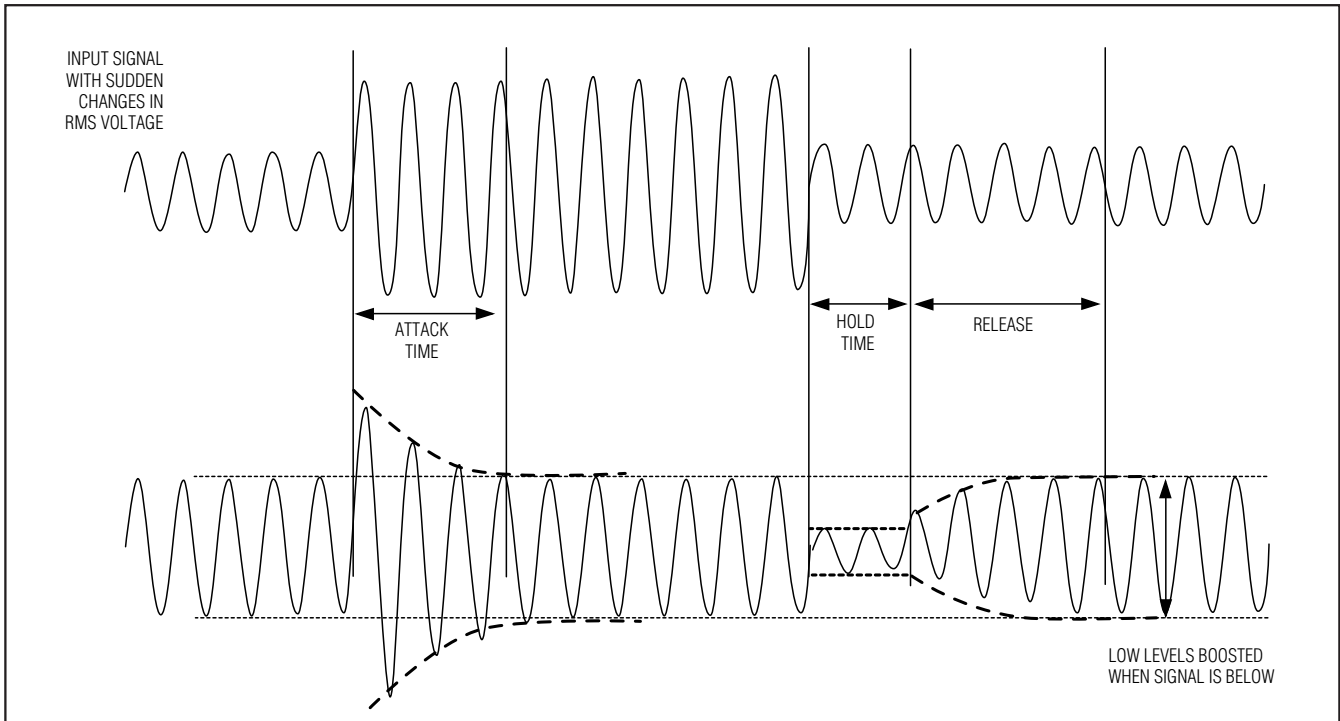 INPUT SIGNAL
WITH SUDDEN
CHANGES IN
RMS VOLTAGE
ATTACK
TIME
HOLD
TIME
RELEASE
LOW LEVELS BOOSTED
WHEN SIGNAL IS BELOW